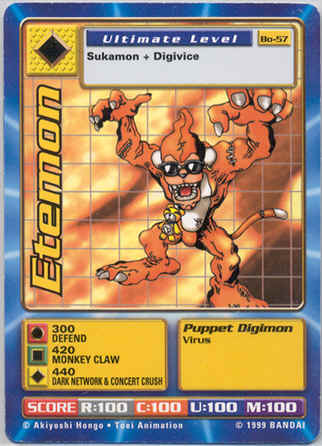 Ultimate Level
Bo-57
Sukamon + Digivice
Etemon
300
DEFEND
420
MONKEY CLAW
440
DARK NETWORK & CONCERT CRUSH
Puppet Digimon
Virus
SCORE R:100 C:100 U:100 M:100
© Akiyoshi Hongo • Toei Animation © 1999 BANDAI